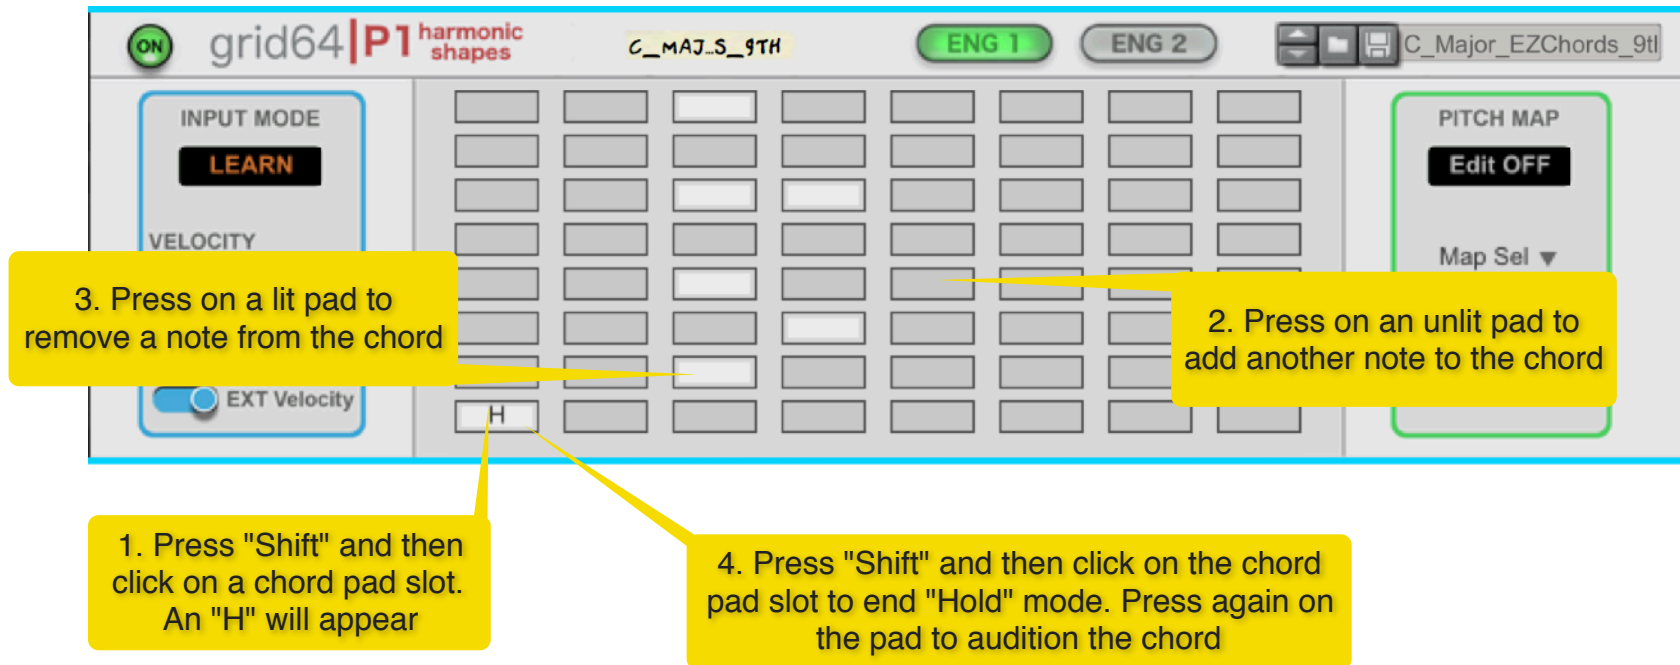 ON
grid64|P1 harmonic
shapes
C_MAJ..S_9TH
ENG 1
ENG 2
C_Major_EZChords_9tl
INPUT MODE
LEARN
VELOCITY
EXT Velocity
PITCH MAP
Edit OFF
Map Sel ▼
H
3. Press on a lit pad to
remove a note from the chord
2. Press on an unlit pad to
add another note to the chord
1. Press "Shift" and then
click on a chord pad slot.
An "H" will appear
4. Press "Shift" and then click on the chord
pad slot to end "Hold" mode. Press again on
the pad to audition the chord